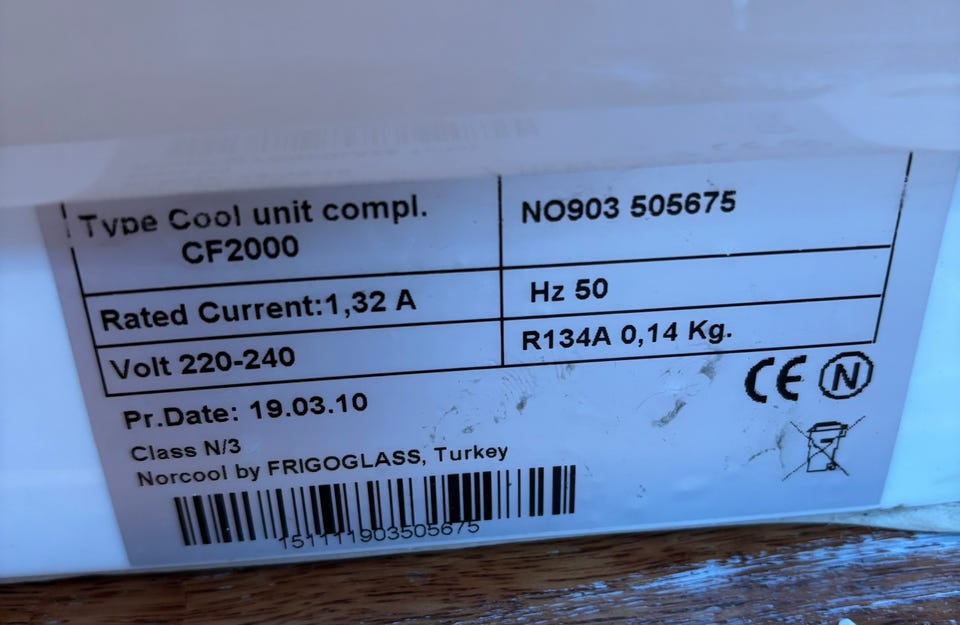 Type Cool unit compl.
CF2000
NO903 505675
Rated Current:1,32 A
Hz 50
Volt 220-240
R134A 0,14 Kg.
Pr.Date: 19.03.10
CE N
Class N/3
Norcool by FRIGOGLASS, Turkey
151111903505675